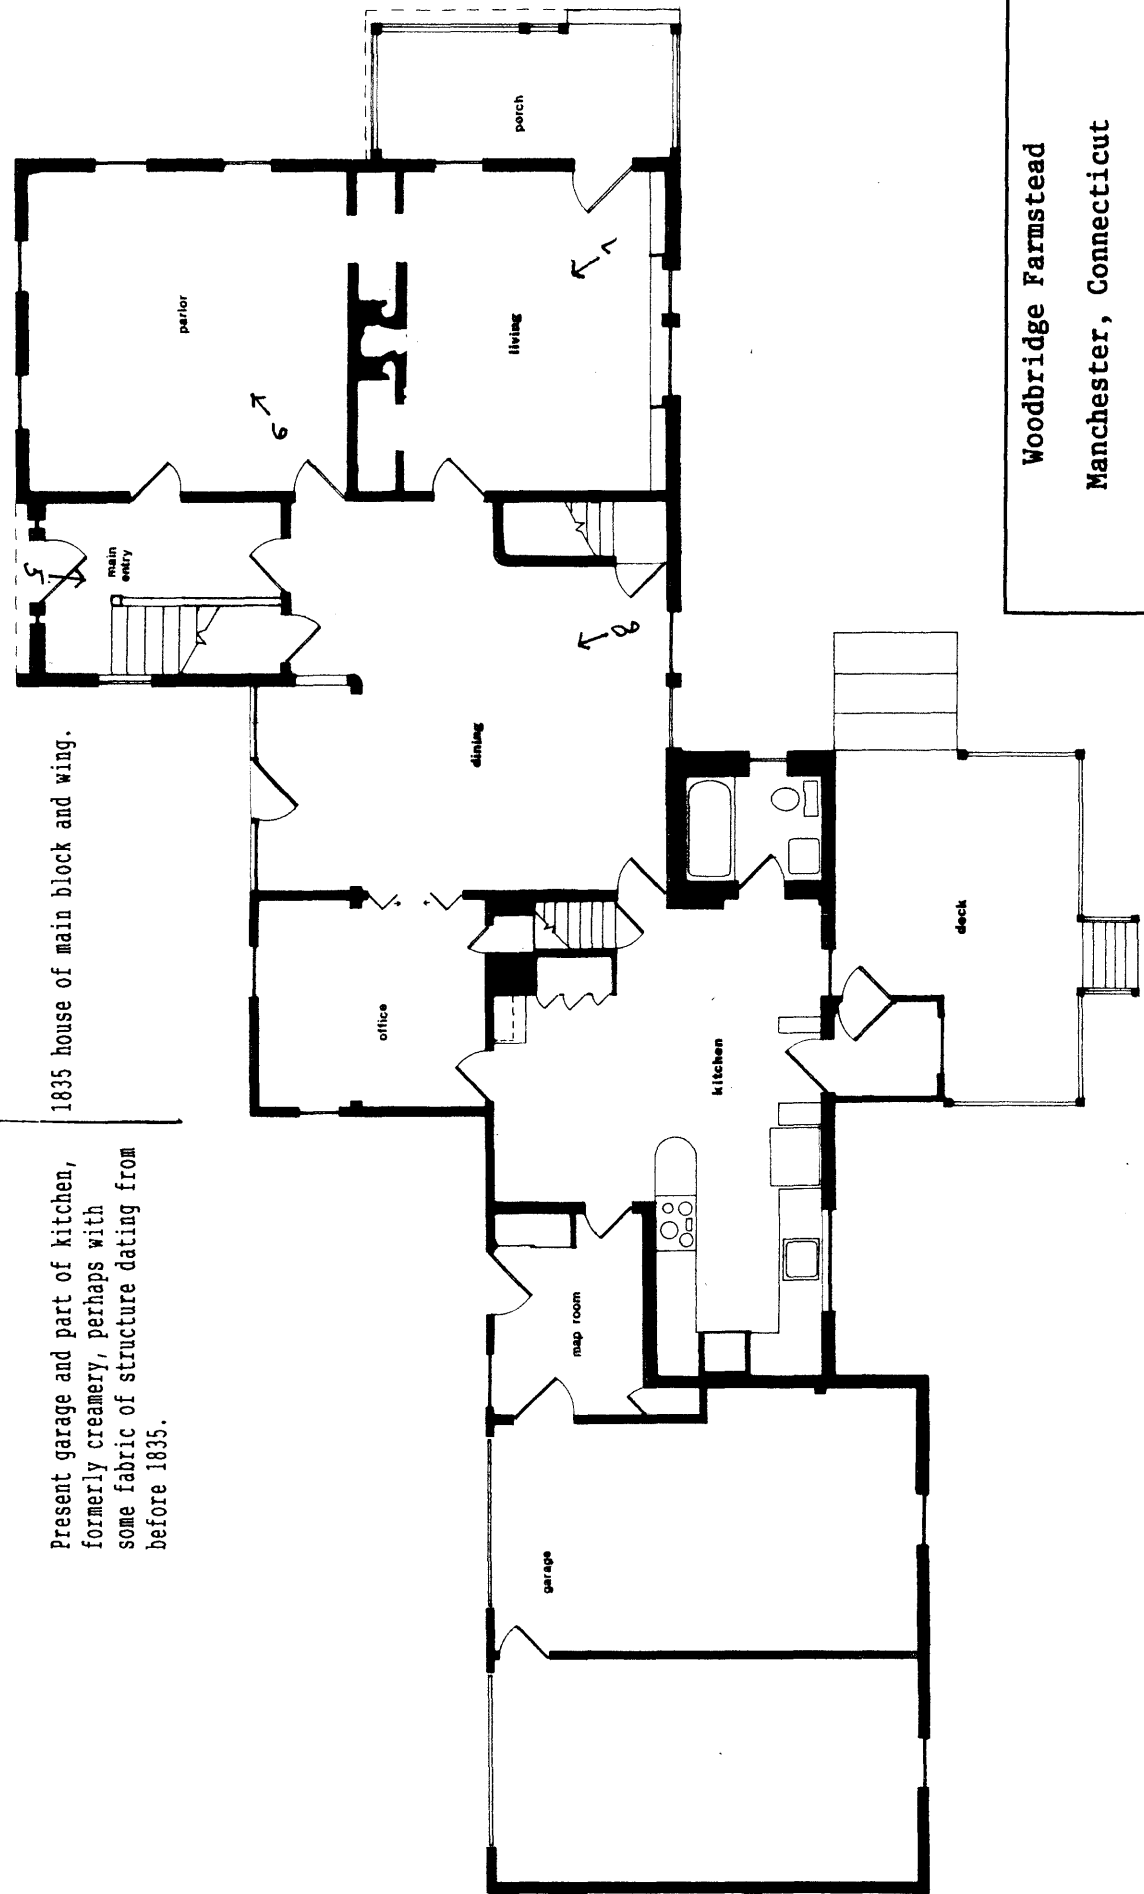 Present garage and part of kitchen,
formerly creamery, perhaps with
some fabric of structure dating from
before 1835.
1835 house of main block and wing.
5
main
entry
parlor
6
office
dining
living
porch
7
8
garage
map room
kitchen
deck
Woodbridge Farmstead
Manchester, Connecticut